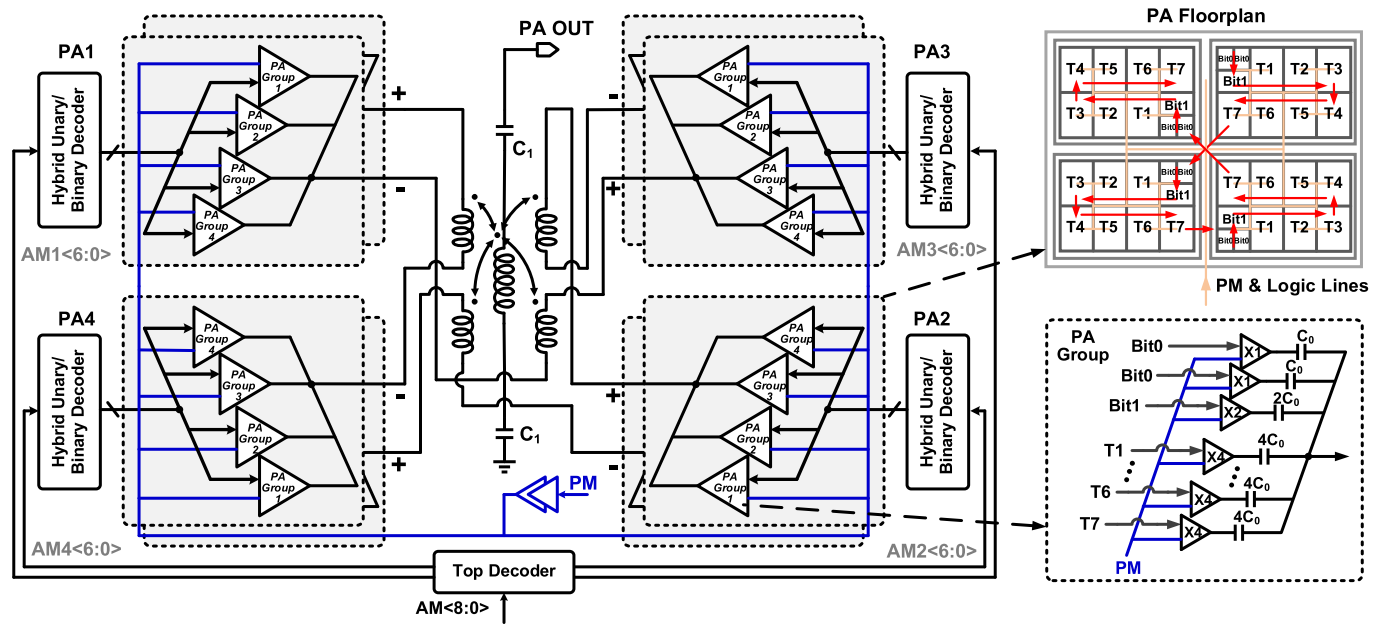 PA1
Hybrid Unary/
Binary Decoder
AM1<6:0>
PA
Group
1
PA
Group
2
PA
Group
3
PA
Group
4
+
-
PA OUT
C1
-
+
PA
Group
1
PA
Group
2
PA
Group
3
PA
Group
4
PA3
Hybrid Unary/
Binary Decoder
AM3<6:0>
PA4
Hybrid Unary/
Binary Decoder
AM4<6:0>
PA
Group
4
PA
Group
3
PA
Group
2
PA
Group
1
-
+
C1
PM
+
-
PA
Group
4
PA
Group
3
PA
Group
2
PA
Group
1
PA2
Hybrid Unary/
Binary Decoder
AM2<6:0>
Top Decoder
AM<8:0>
PA Floorplan
T4 T5 T6 T7
T3 T2 T1 Bit1
Bit0 Bit0
Bit0 Bit0 T1 T2 T3
Bit1
T7 T6 T5 T4
T3 T2 T1 Bit0 Bit0
Bit1
T4 T5 T6 T7
T7 T6 T5 T4
Bit1
Bit0 Bit0 T1 T2 T3
PM & Logic Lines
PA
Group
Bit0 X1 C0
Bit0 X1 C0
Bit1 X2 2C0
T1 X4 4C0
T6 X4 4C0
T7 X4 4C0
PM